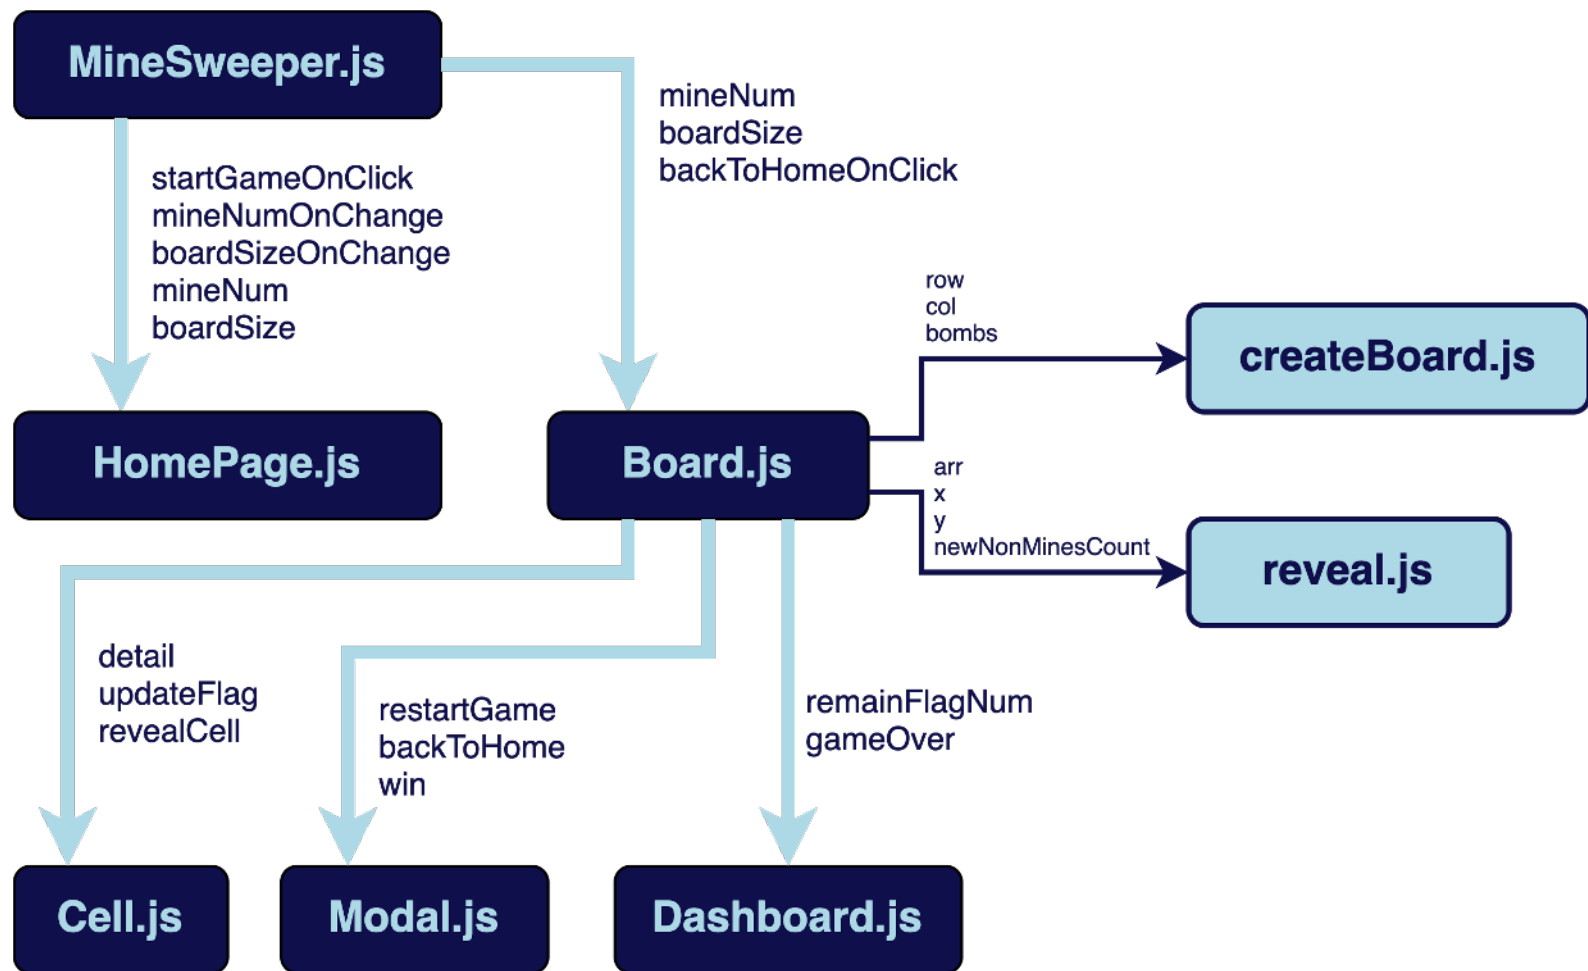 MineSweeper.js
mineNum
boardSize
backToHomeOnClick
startGameOnClick
mineNumOnChange
boardSizeOnChange
mineNum
boardSize
row
col
bombs
createBoard.js
HomePage.js
Board.js
arr
x
y
newNonMinesCount
reveal.js
detail
updateFlag
revealCell
restartGame
backToHome
win
remainFlagNum
gameOver
Cell.js
Modal.js
Dashboard.js